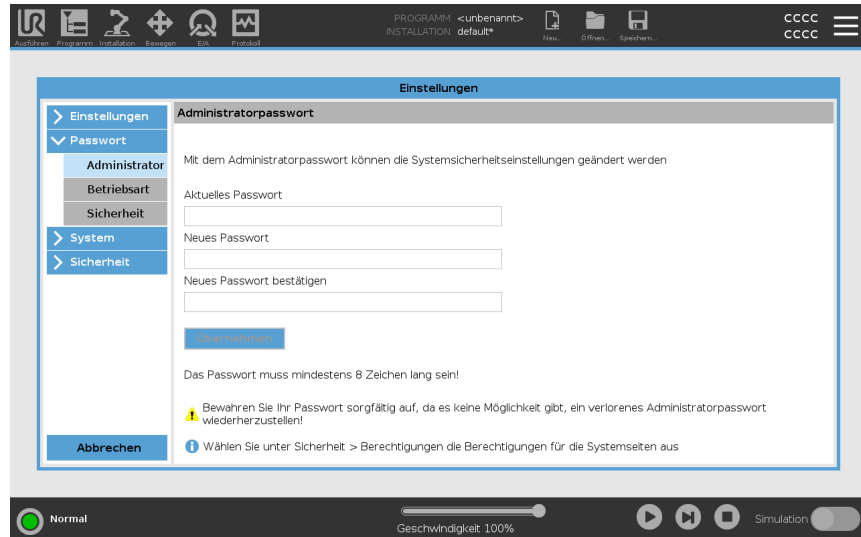 PROGRAMM <unbenannt>
INSTALLATION default*
Ausführen Programm Installation Bewegen E/A Protokoll
Neu... Öffnen... Speichern...
cccc
cccc
Einstellungen
Einstellungen
Passwort
Administrator
Betriebsart
Sicherheit
System
Sicherheit
Abbrechen
Administratorpasswort
Mit dem Administratorpasswort können die Systemsicherheitseinstellungen geändert werden
Aktuelles Passwort
Neues Passwort
Neues Passwort bestätigen
Übernehmen
Das Passwort muss mindestens 8 Zeichen lang sein!
Bewahren Sie Ihr Passwort sorgfältig auf, da es keine Möglichkeit gibt, ein verlorenes Administratorpasswort
wiederherzustellen!
Wählen Sie unter Sicherheit > Berechtigungen die Berechtigungen für die Systemseiten aus
Normal
Geschwindigkeit 100%
Simulation